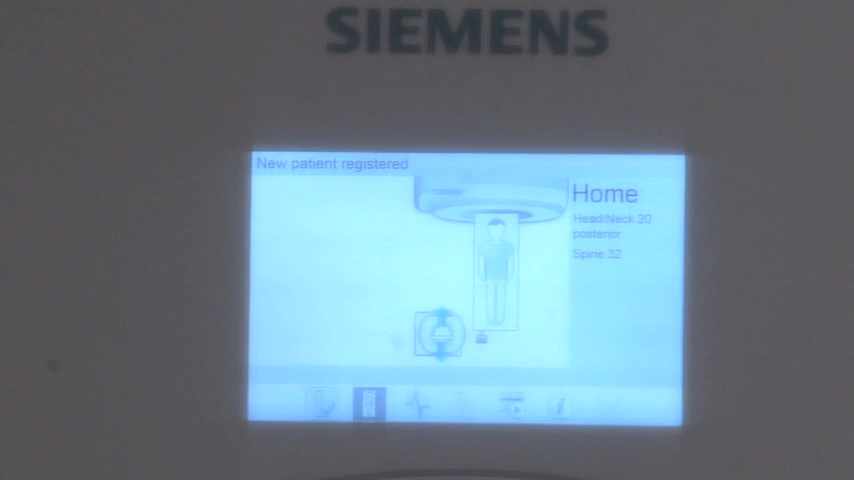 SIEMENS
New patient registered
Home
Head/Neck 20
posterior
Spine 32